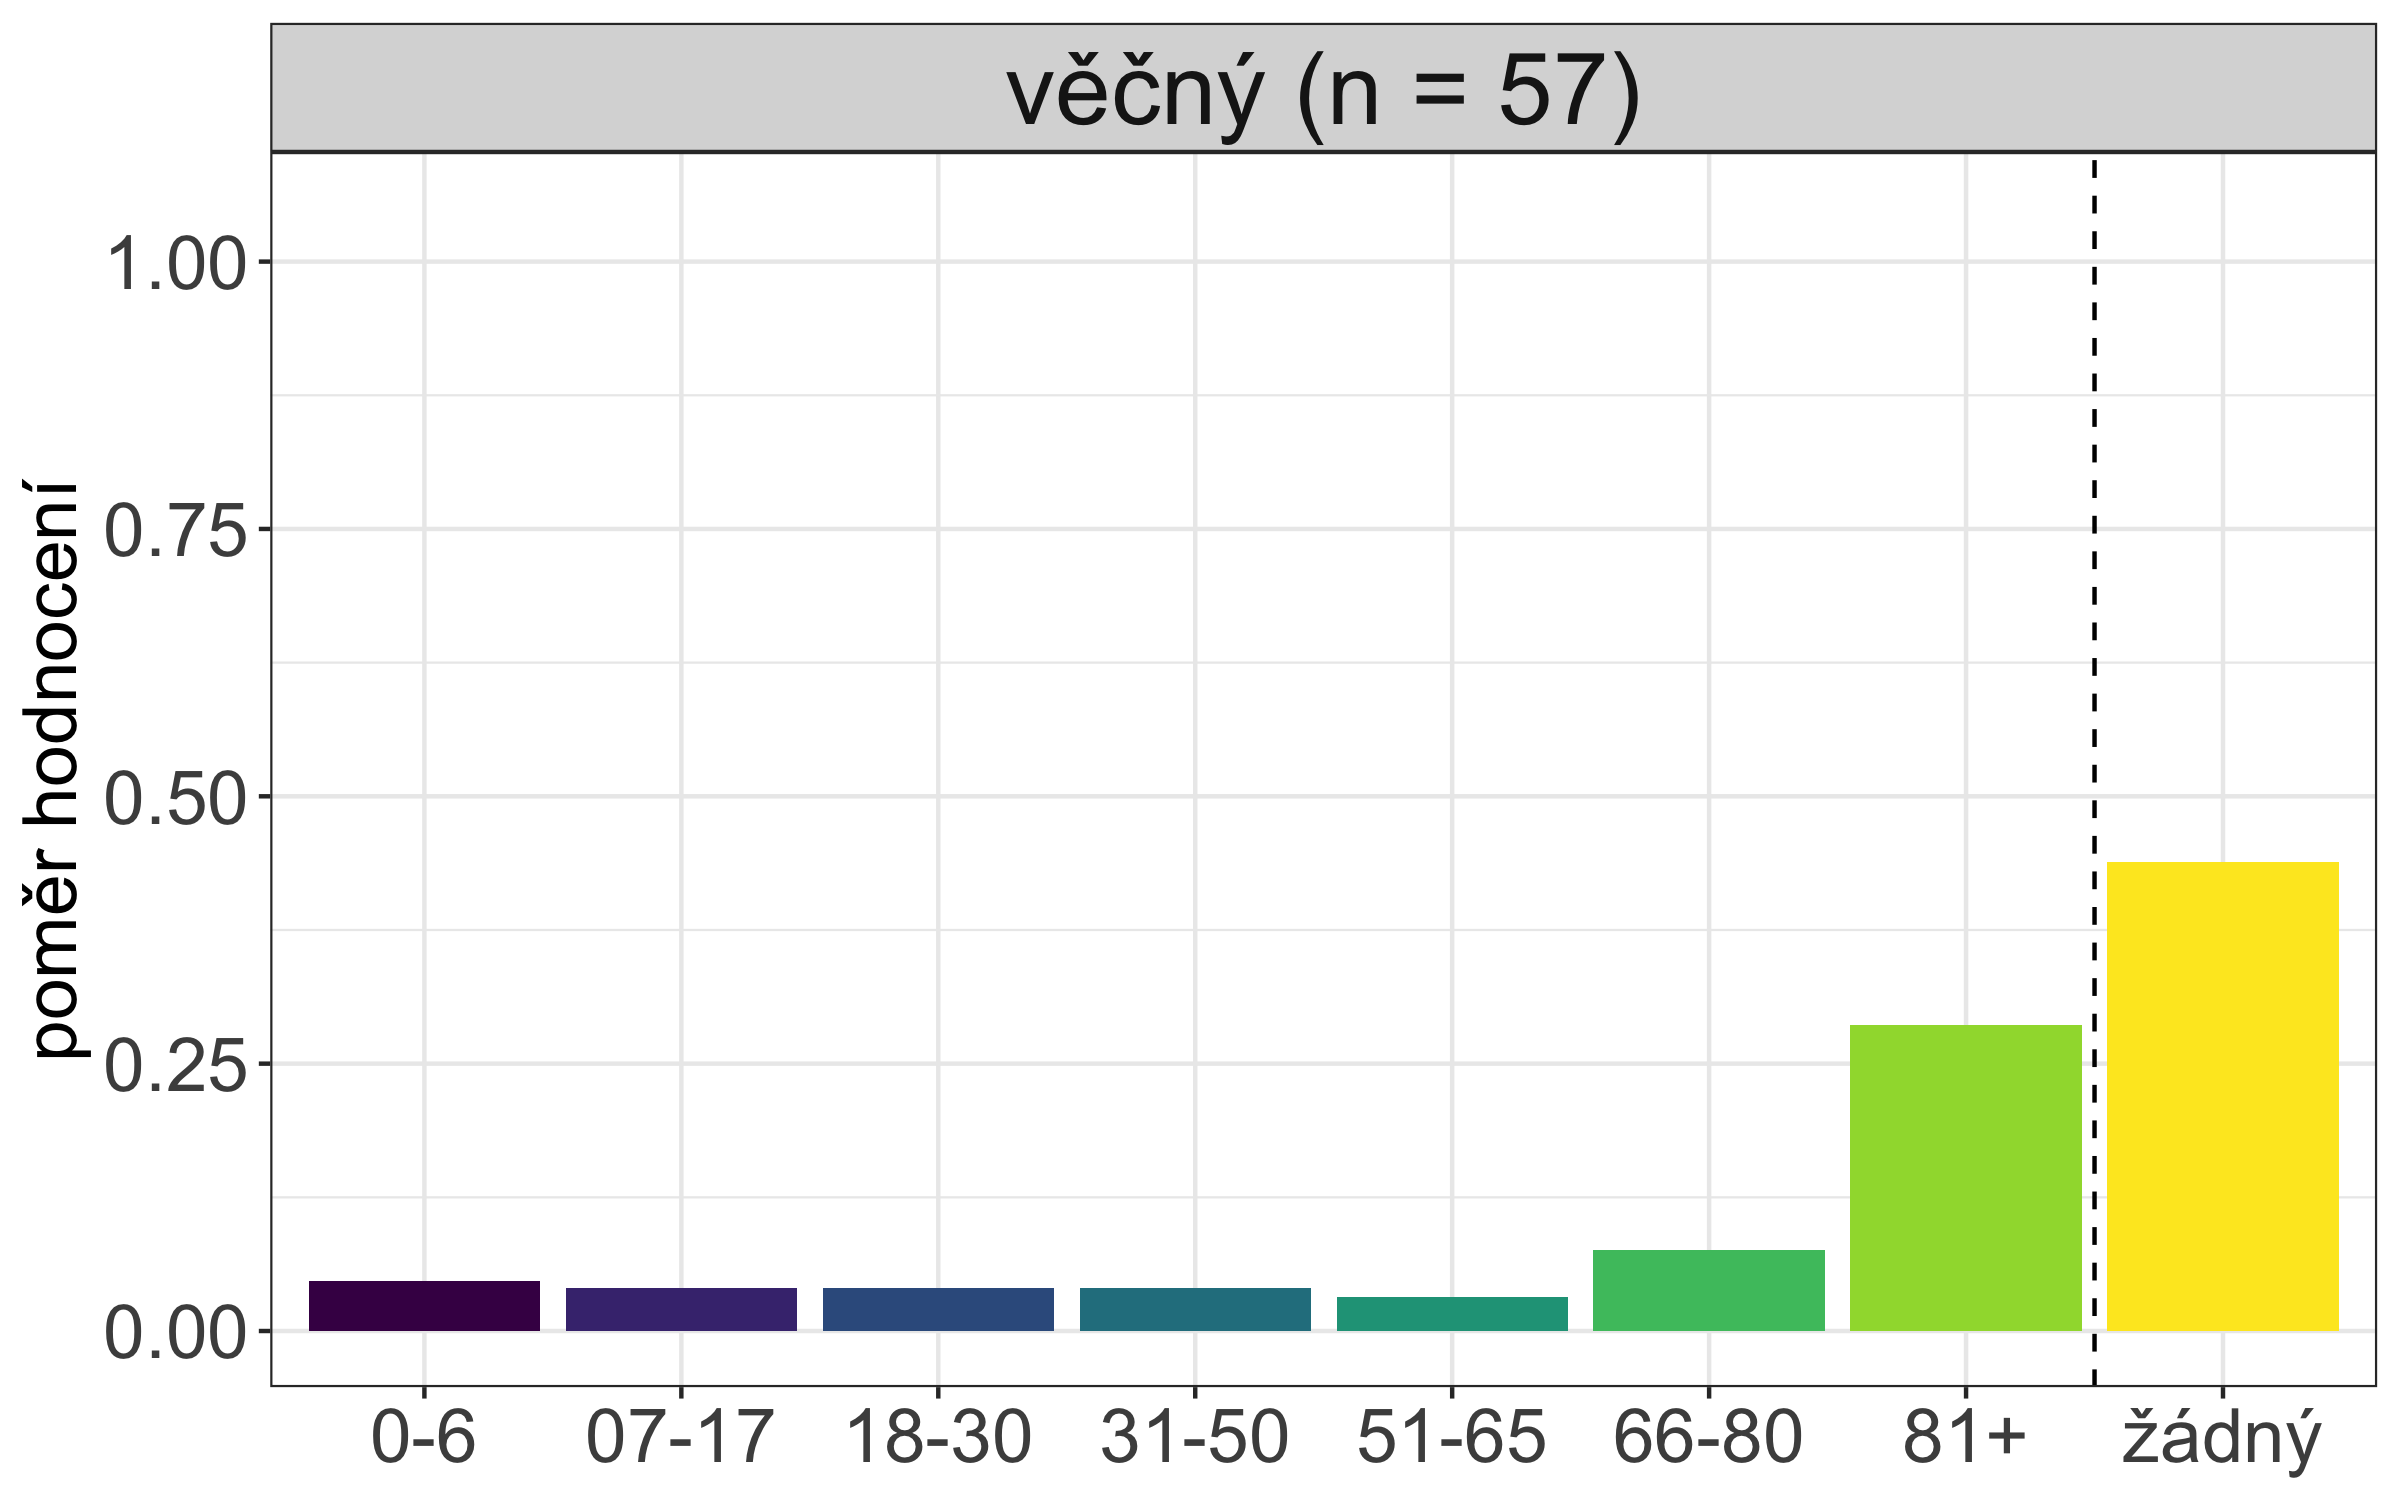 věčný (n = 57)
poměr hodnocení
1.00
0.75
0.50
0.25
0.00
0-6 07-17 18-30 31-50 51-65 66-80 81+ žádný